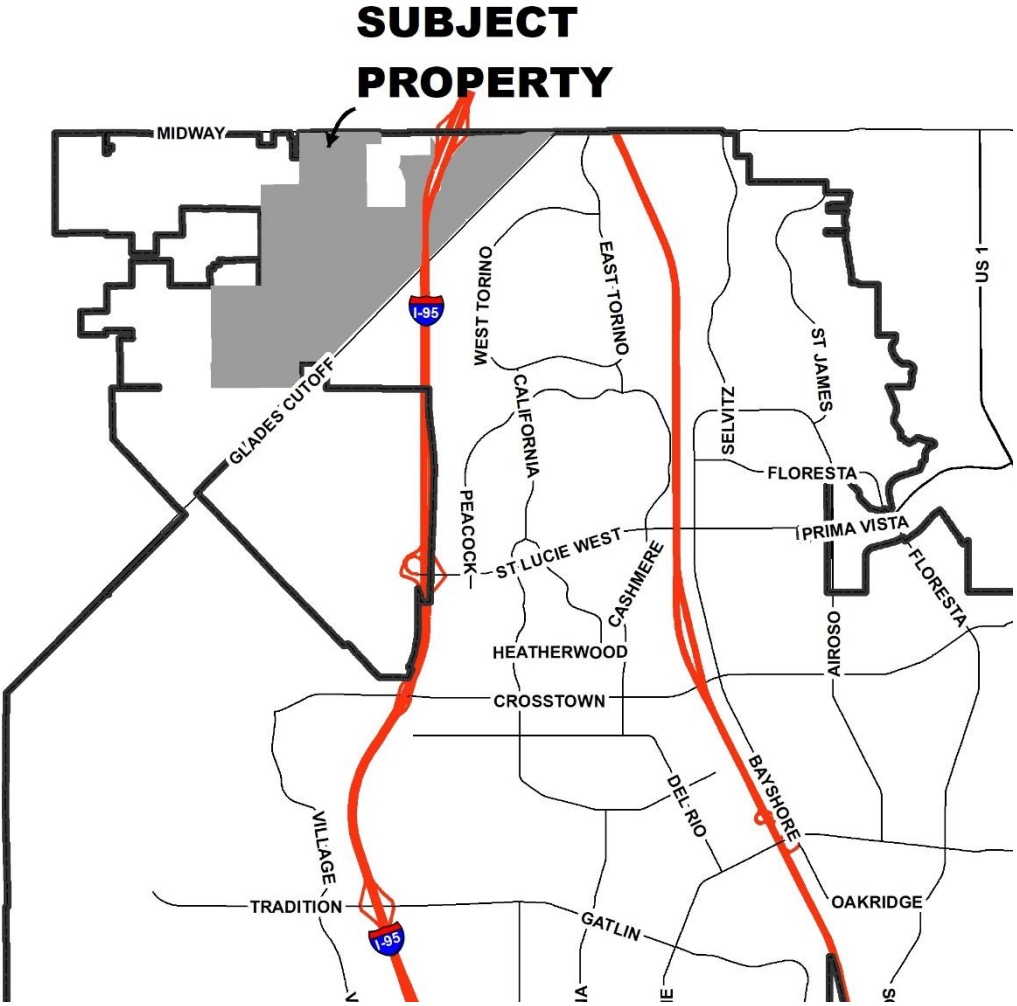 SUBJECT
PROPERTY
MIDWAY
US 1
WEST TORINO
EAST TORINO
I-95
ST JAMES
GLADES CUTOFF
CALIFORNIA
SELVITZ
FLORESTA
PEACOCK
PRIMA VISTA
ST LUCIE WEST
CASHMERE
FLORESTA
AIROSO
HEATHERWOOD
CROSSTOWN
BAYSHORE
DEL RIO
VILLAGE
TRADITION
OAKRIDGE
GATLIN
I-95